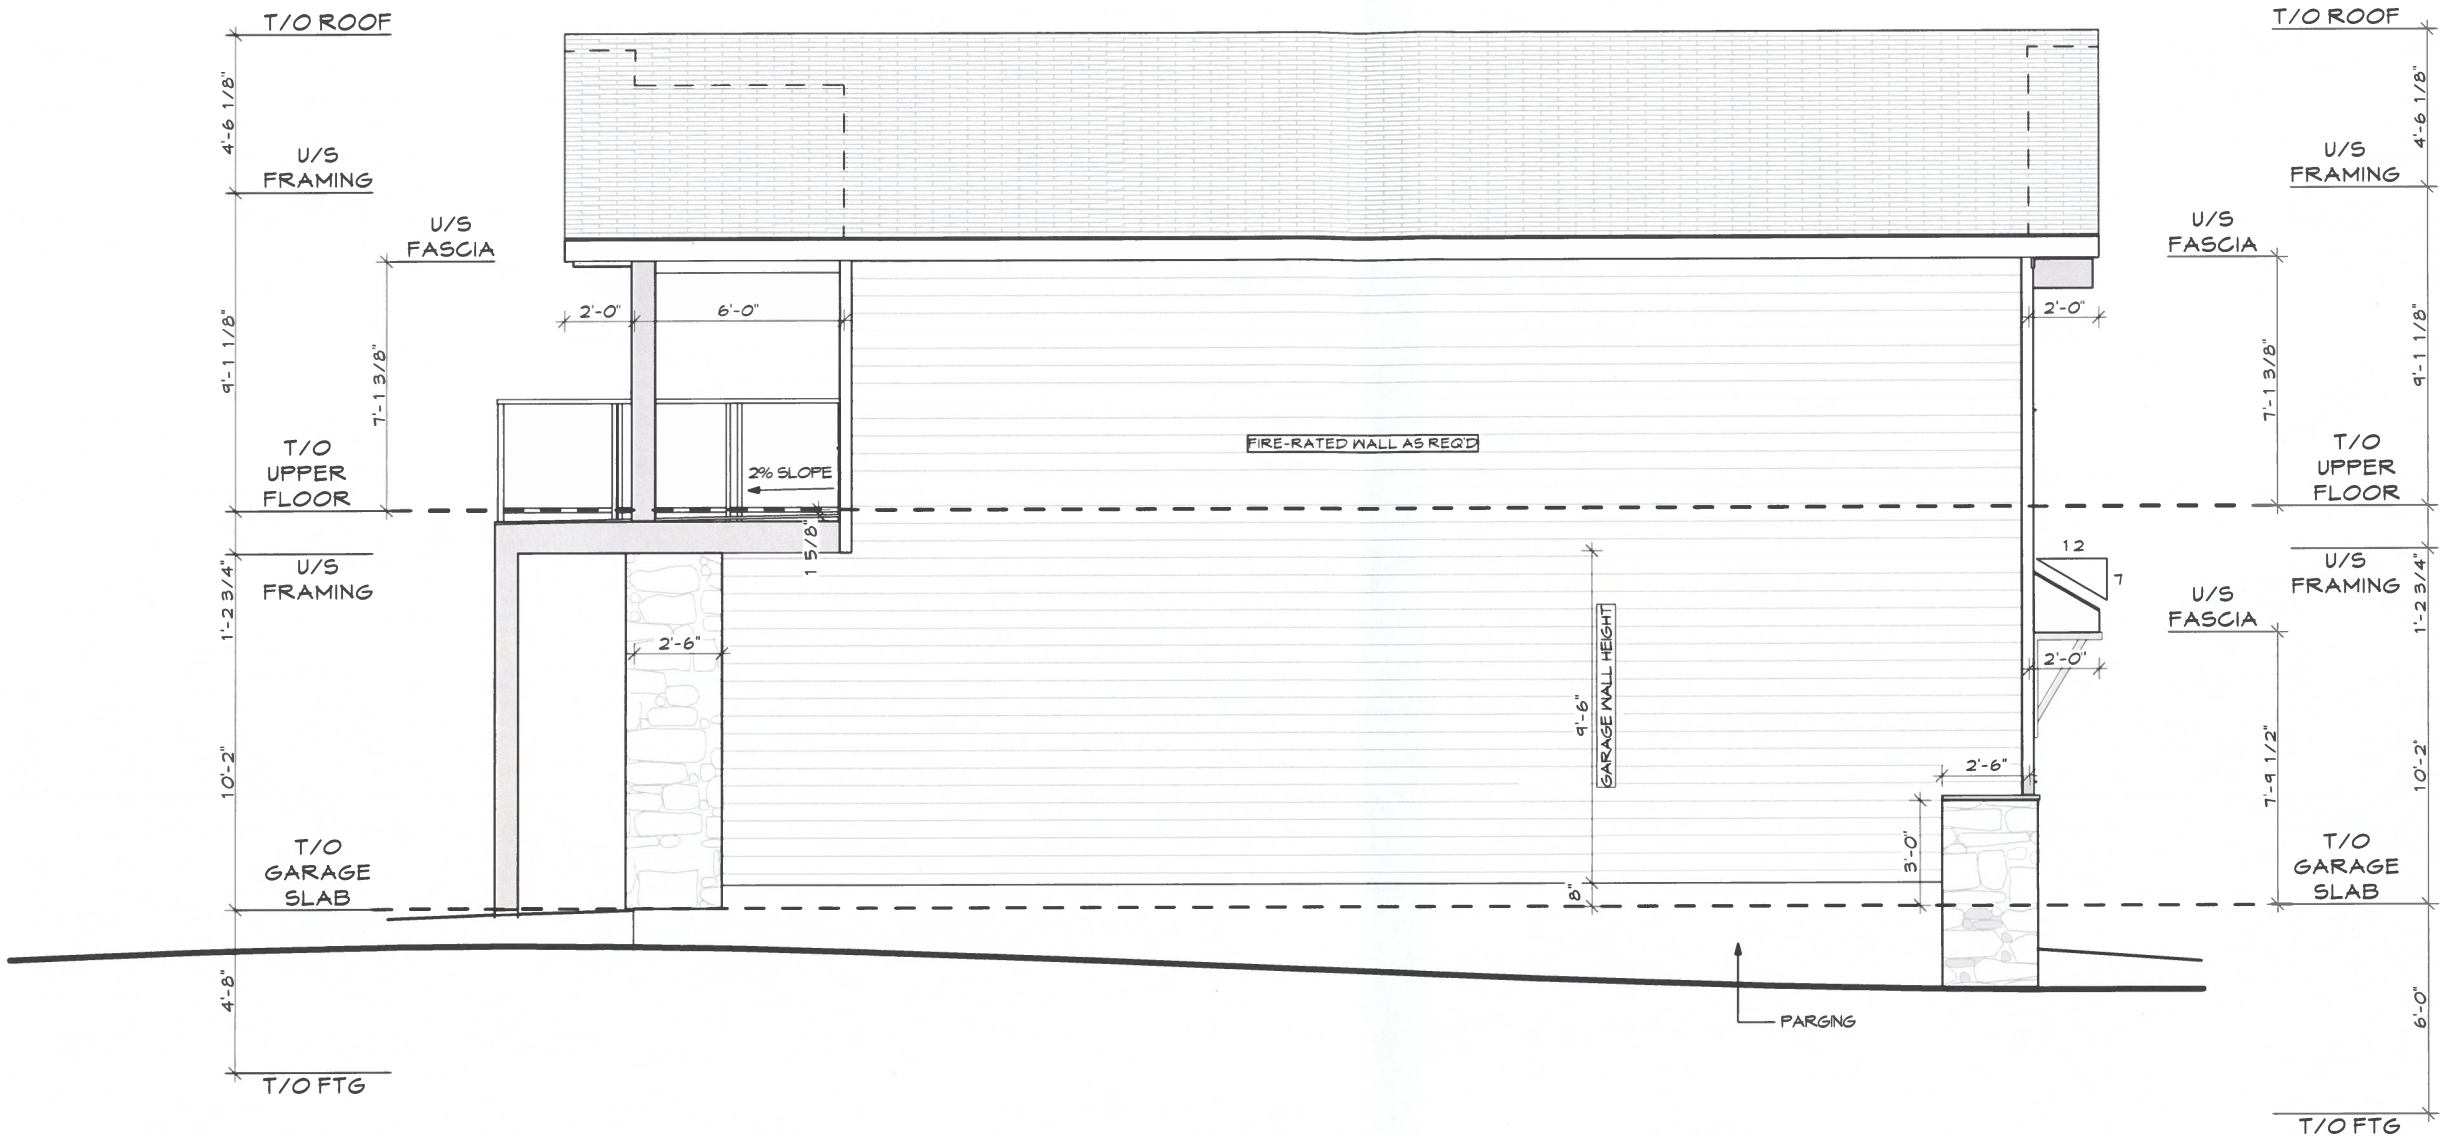 T/O ROOF
T/O ROOF
4'-6 1/8"
4'-6 1/8"
U/S
FRAMING
U/S
FRAMING
U/S
FASCIA
U/S
FASCIA
2'-0"
6'-0"
2'-0"
9'-1 1/8"
7'-1 3/8"
7'-1 3/8"
9'-1 1/8"
FIRE-RATED WALL AS REQ'D
2% SLOPE
T/O
UPPER
FLOOR
T/O
UPPER
FLOOR
1 5/8"
12
7
U/S
FRAMING
U/S
FRAMING
1'-2 3/4"
1'-2 3/4"
U/S
FASCIA
2'-6"
GARAGE WALL HEIGHT
9'-6"
2'-0"
2'-6"
10'-2"
7'-9 1/2"
10'-2"
3'-0"
8"
T/O
GARAGE
SLAB
T/O
GARAGE
SLAB
4'-8"
6'-0"
PARGING
T/O FTG
T/O FTG